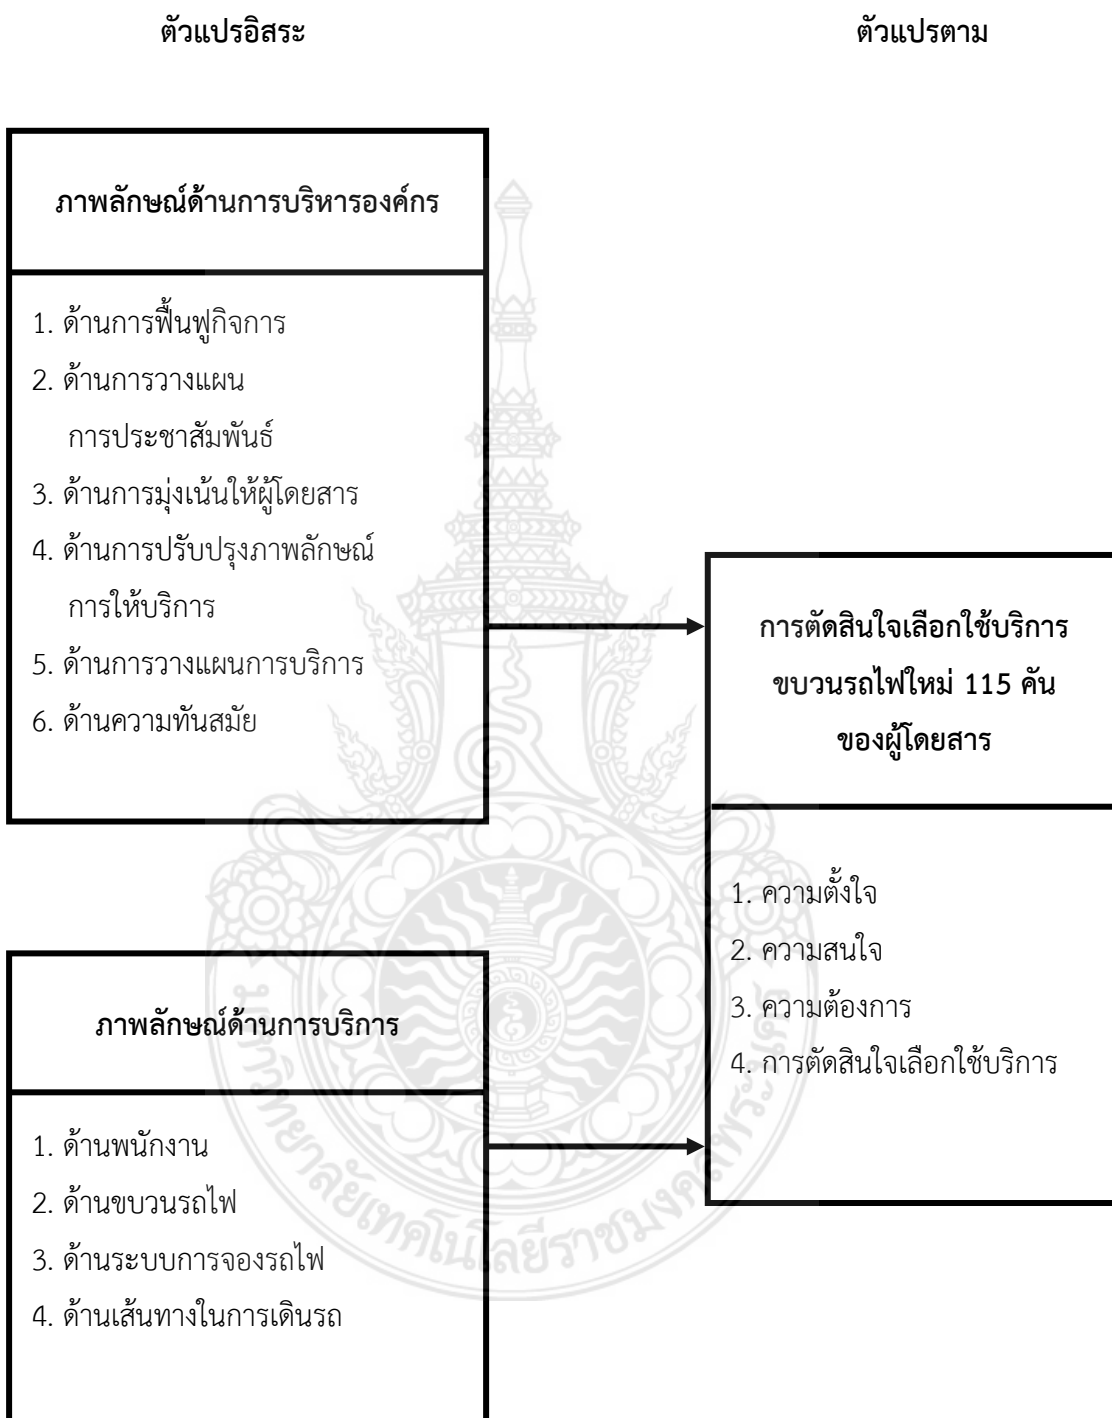 ตัวแปรอิสระ
ตัวแปรตาม
ภาพลักษณ์ด้านการบริหารองค์กร
1. ด้านการฟื้นฟูกิจการ
2. ด้านการวางแผน
การประชาสัมพันธ์
3. ด้านการมุ่งเน้นให้ผู้โดยสาร
4. ด้านการปรับปรุงภาพลักษณ์
การให้บริการ
5. ด้านการวางแผนการบริการ
6. ด้านความทันสมัย
ภาพลักษณ์ด้านการบริการ
1. ด้านพนักงาน
2. ด้านขบวนรถไฟ
3. ด้านระบบการจองรถไฟ
4. ด้านเส้นทางในการเดินรถ
การตัดสินใจเลือกใช้บริการ
ขบวนรถไฟใหม่ 115 คัน
ของผู้โดยสาร
1. ความตั้งใจ
2. ความสนใจ
3. ความต้องการ
4. การตัดสินใจเลือกใช้บริการ